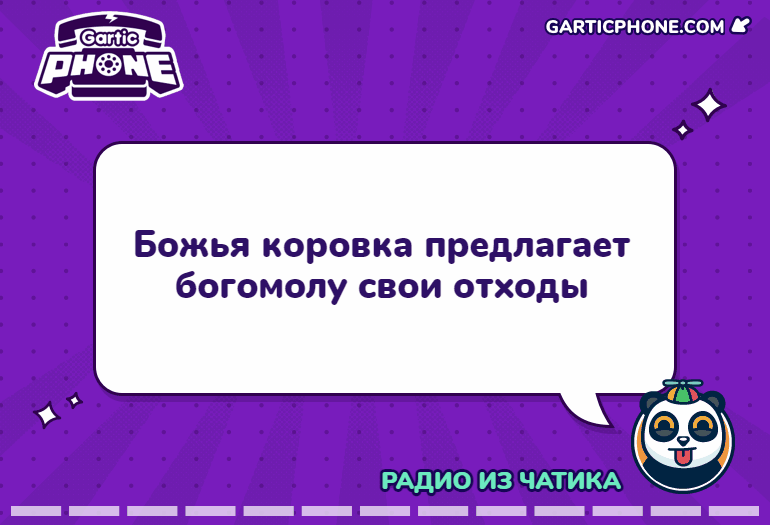 Gartic
PHONE
GARTICPHONE.COM
Божья коровка предлагает
богомолу свои отходы
РАДИО ИЗ ЧАТИКА